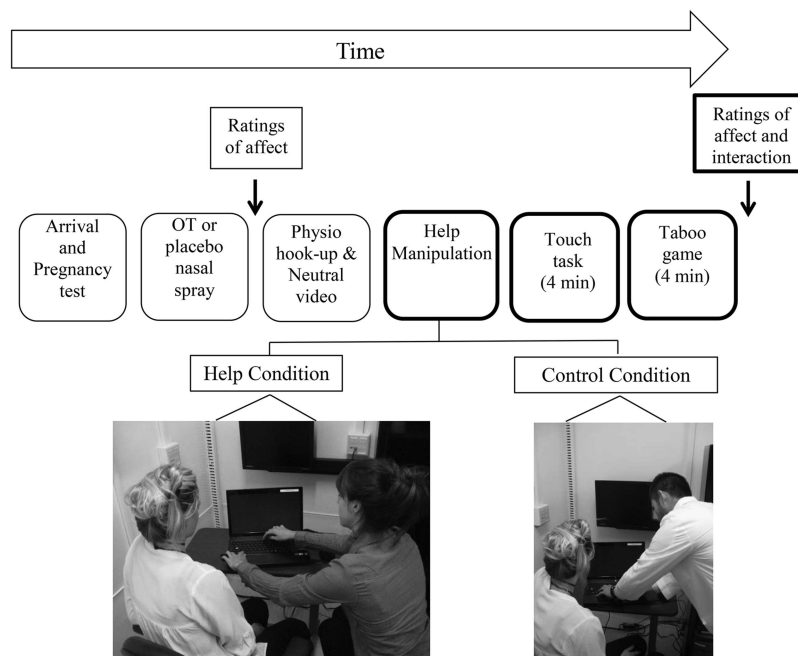 Time
Ratings
of affect
Ratings of
affect and
interaction
Arrival
and
Pregnancy
test
OT or
placebo
nasal
spray
Physio
hook-up &
Neutral
video
Help
Manipulation
Touch
task
(4 min)
Taboo
game
(4 min)
Help Condition
Control Condition